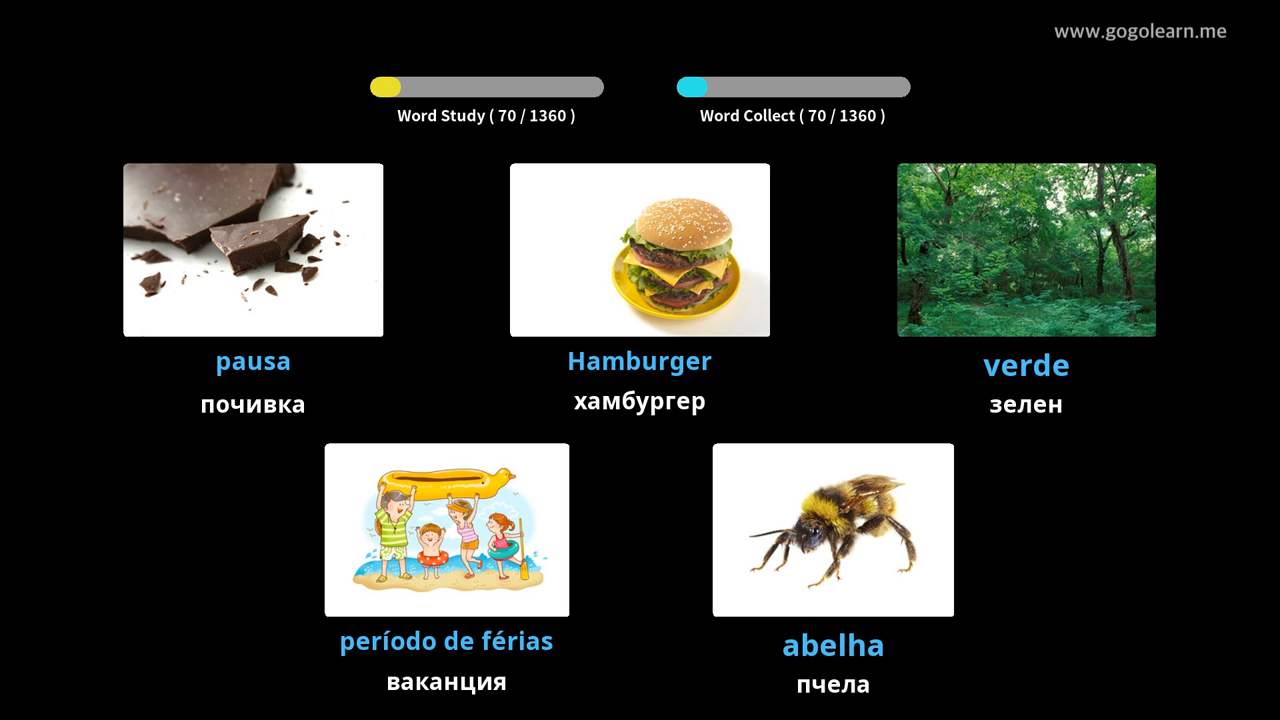 www.gogolearn.me
Word Study ( 70 / 1360 )
Word Collect ( 70 / 1360 )
pausa
почивка
Hamburger
хамбургер
verde
зелен
período de férias
ваканция
abelha
пчела